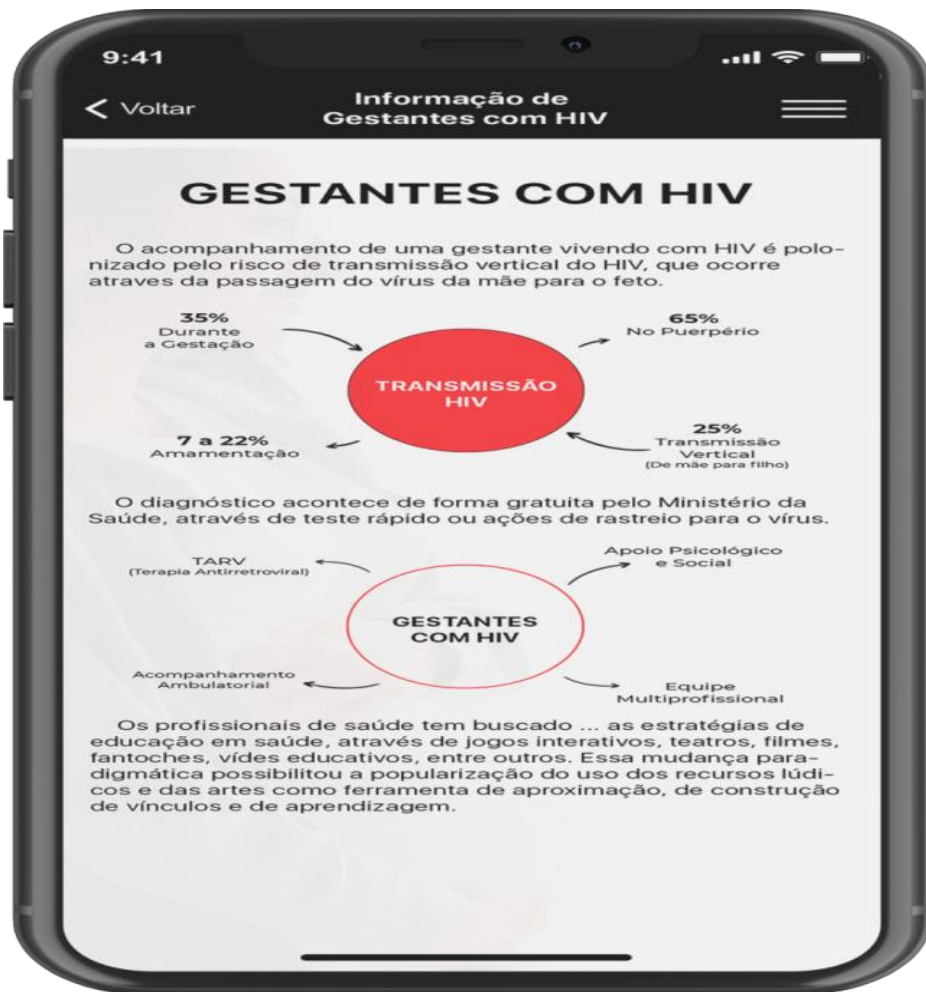 9:41
Voltar
Informação de
Gestantes com HIV
GESTANTES COM HIV
O acompanhamento de uma gestante vivendo com HIV é polo-
nizado pelo risco de transmissão vertical do HIV, que ocorre
atraves da passagem do vírus da mãe para o feto.
35%
Durante
a Gestação
65%
No Puerpério
TRANSMISSÃO
HIV
7 a 22%
Amamentação
25%
Transmissão
Vertical
(De mãe para filho)
O diagnóstico acontece de forma gratuita pelo Ministério da
Saúde, através de teste rápido ou ações de rastreio para o vírus.
TARV
(Terapia Antirretroviral)
Apoio Psicológico
e Social
GESTANTES
COM HIV
Acompanhamento
Ambulatorial
Equipe
Multiprofissional
Os profissionais de saúde tem buscado ... as estratégias de
educação em saúde, através de jogos interativos, teatros, filmes,
fantoches, vídes educativos, entre outros. Essa mudança para-
digmática possibilitou a popularização do uso dos recursos lúdi-
cos e das artes como ferramenta de aproximação, de construção
de vínculos e de aprendizagem.